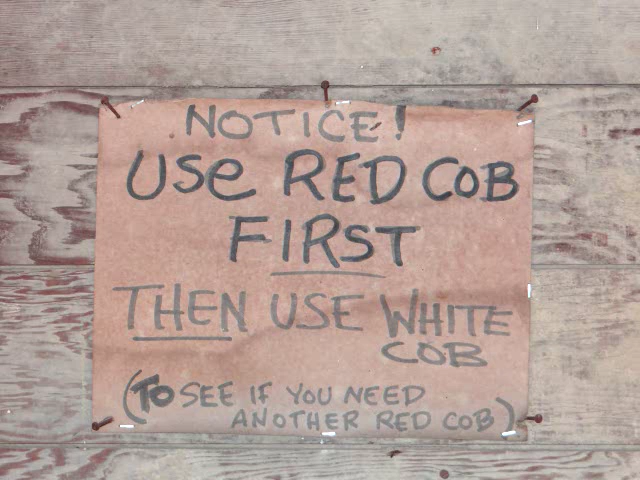 NOTICE!
USe RED COB
FIRST
THEN USE WHITE
COB
(TO SEE IF YOU NEED
ANOTHER RED COB)